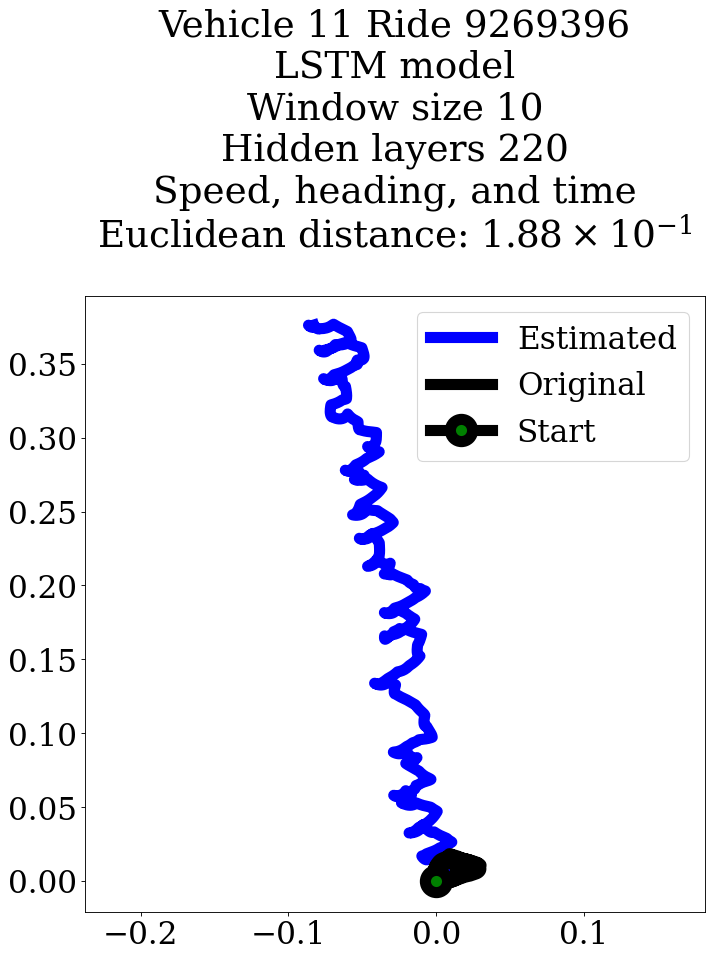 Vehicle 11 Ride 9269396
LSTM model
Window size 10
Hidden layers 220
Speed, heading, and time
Euclidean distance: 1.88 × 10⁻¹
Estimated
Original
Start
0.35
0.30
0.25
0.20
0.15
0.10
0.05
0.00
−0.2
−0.1
0.0
0.1